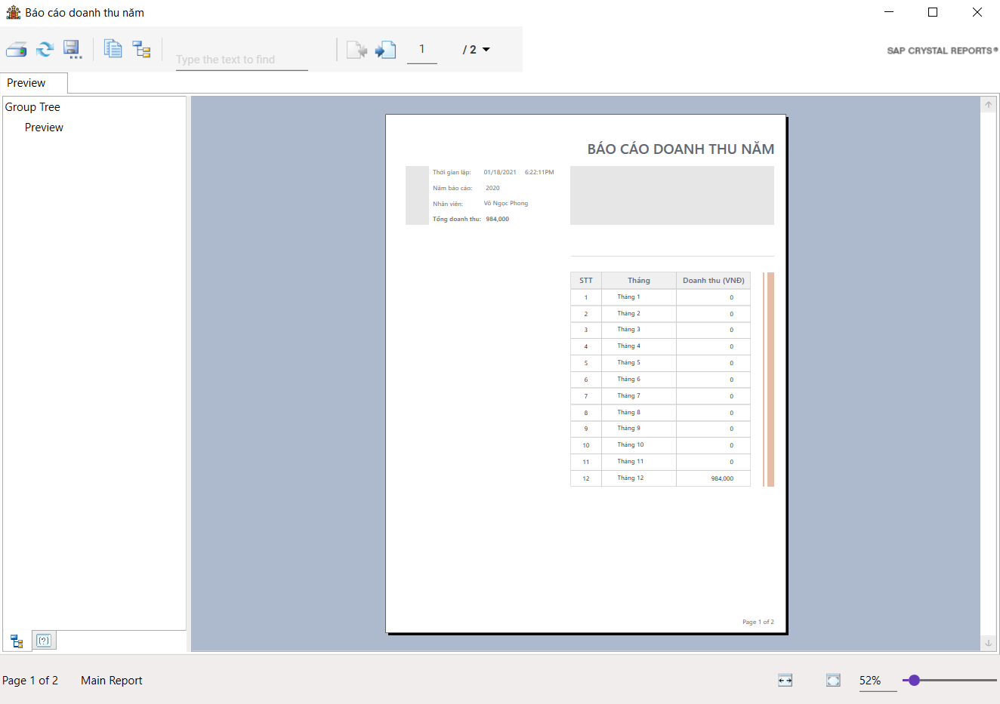 Báo cáo doanh thu năm
Type the text to find
1
/ 2
SAP CRYSTAL REPORTS®
Preview
Group Tree
Preview
BÁO CÁO DOANH THU NĂM
Thời gian lập: 01/18/2021 6:22:11PM
Năm báo cáo: 2020
Nhân viên: Võ Ngọc Phong
Tổng doanh thu: 984,000
STT Tháng Doanh thu (VNĐ)
1 Tháng 1 0
2 Tháng 2 0
3 Tháng 3 0
4 Tháng 4 0
5 Tháng 5 0
6 Tháng 6 0
7 Tháng 7 0
8 Tháng 8 0
9 Tháng 9 0
10 Tháng 10 0
11 Tháng 11 0
12 Tháng 12 984,000
Page 1 of 2
Page 1 of 2 Main Report 52%